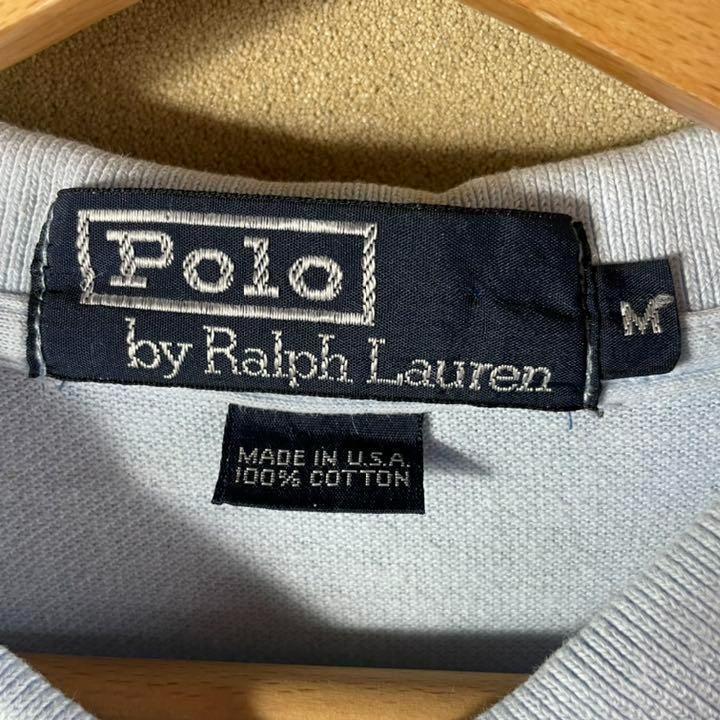 Polo
by Ralph Lauren
M
MADE IN U.S.A.
100% COTTON